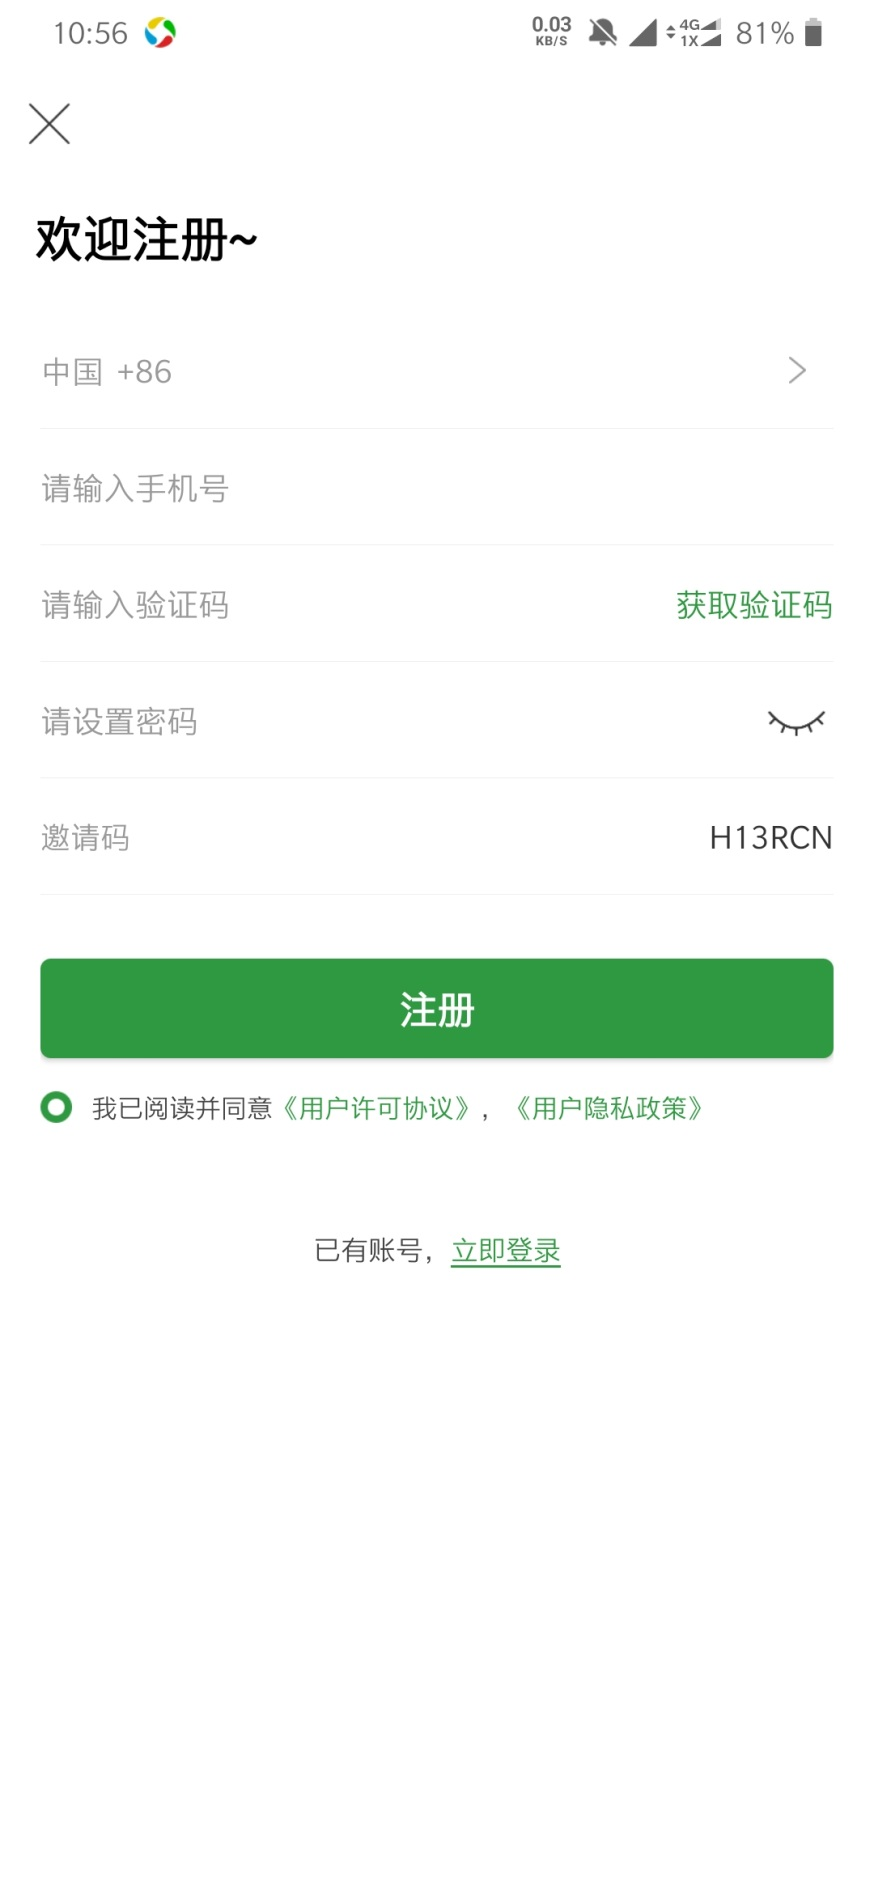 10:56
0.03 KB/S
4G 1X
81%
欢迎注册~
中国 +86
请输入手机号
请输入验证码 获取验证码
请设置密码
邀请码 H13RCN
注册
我已阅读并同意《用户许可协议》，《用户隐私政策》
已有账号，立即登录